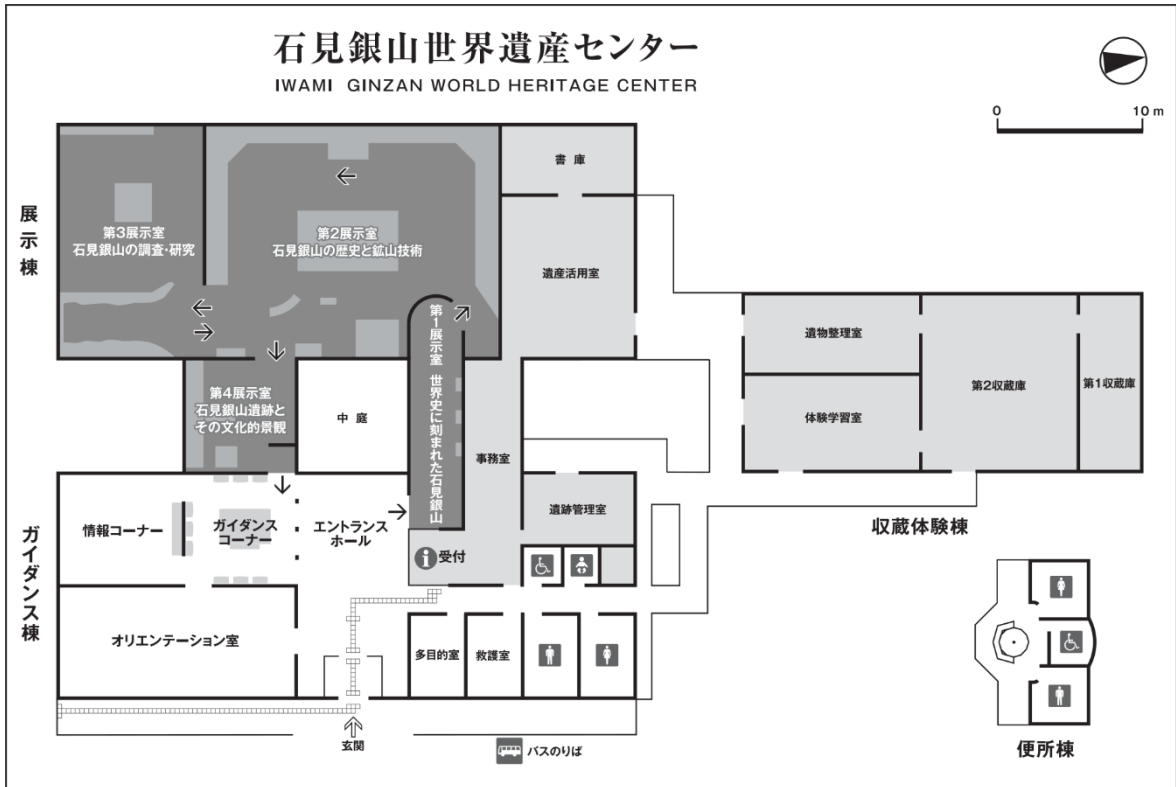 石見銀山世界遺産センター
IWAMI GINZAN WORLD HERITAGE CENTER
0
10 m
展示棟
第3展示室
石見銀山の調査・研究
第2展示室
石見銀山の歴史と鉱山技術
書庫
遺産活用室
第1展示室 世界史に刻まれた石見銀山
第4展示室
石見銀山遺跡と
その文化的景観
中庭
事務室
遺物整理室
体験学習室
第2収蔵庫
第1収蔵庫
収蔵体験棟
ガイダンス棟
情報コーナー
ガイダンス
コーナー
エントランス
ホール
i 受付
遺跡管理室
オリエンテーション室
多目的室
救護室
玄関
バスのりば
便所棟